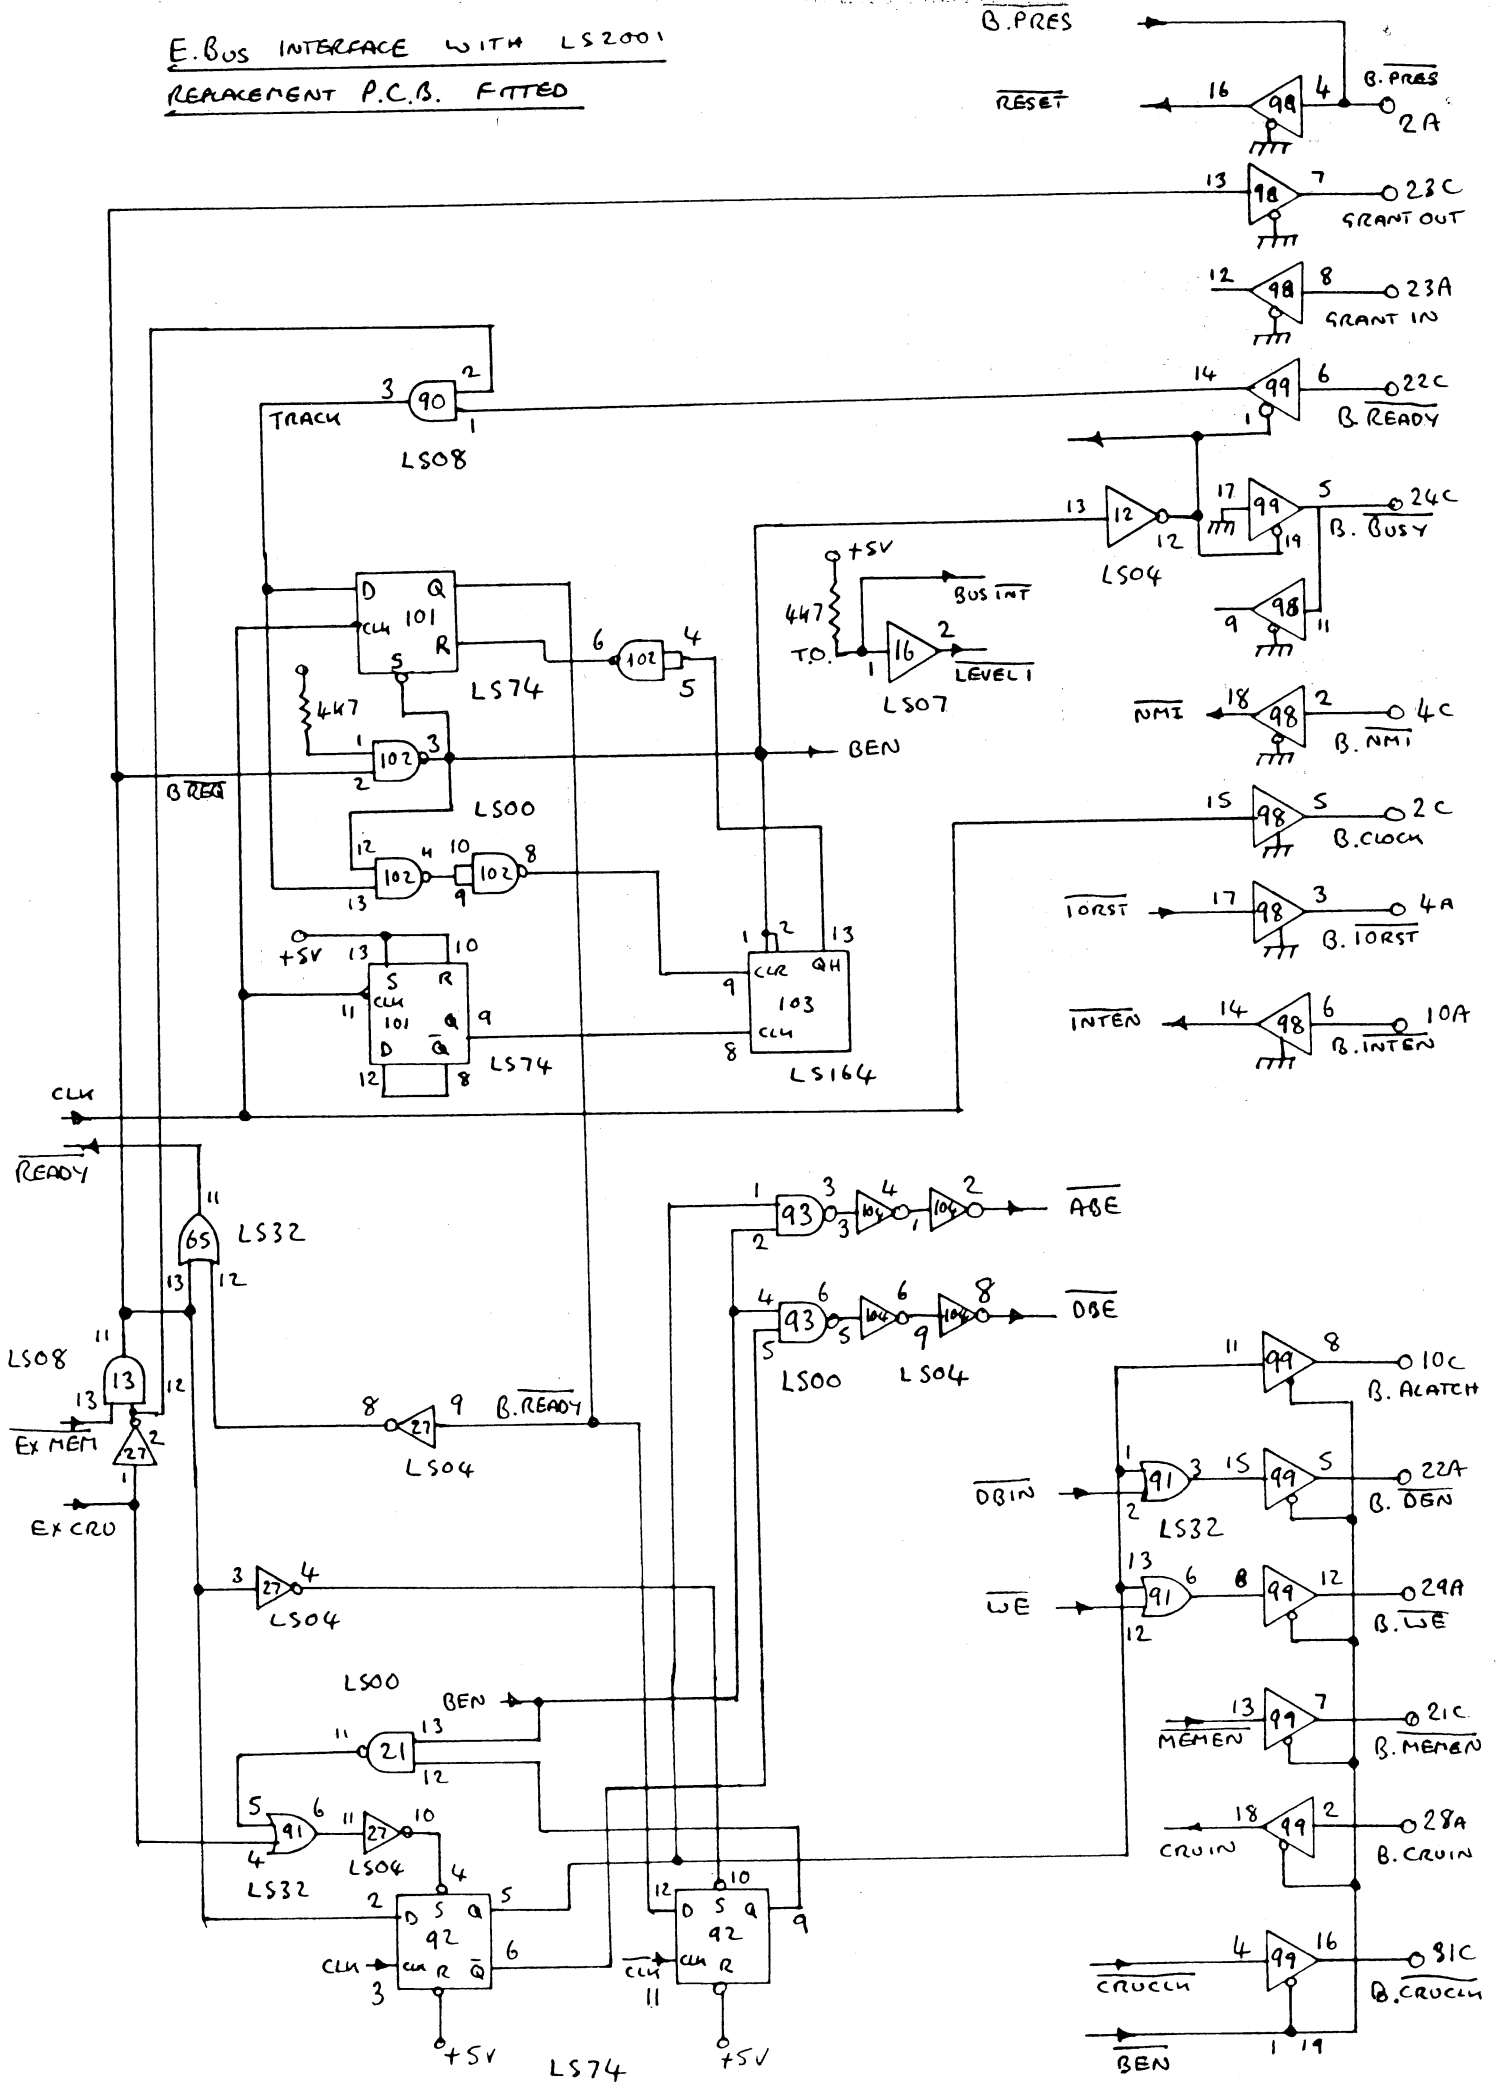 E.BUS INTERFACE WITH LS2001
REPLACEMENT P.C.B. FITTED
B.PRES
RESET
16
98
4
B.PRES
2A
13
98
7
23C
GRANT OUT
12
98
8
23A
GRANT IN
3
90
2
1
TRACK
LS08
14
99
6
22C
B.READY
1
13
12
12
LS04
17
99
5
24C
19
B.BUSY
9
98
11
+5V
4K7
BUS INT
T.O.
1
16
2
LEVEL1
LS07
D
Q
CLK
101
R
S
LS74
6
102
4
5
4K7
1
102
3
2
BREQ
LS00
BEN
12
102
11
13
10
102
8
9
NMI
18
98
2
4C
B.NMI
15
98
5
2C
B.CLOCK
IORST
17
98
3
4A
B.IORST
INTEN
14
98
6
10A
B.INTEN
+5V
13
10
S
R
CLK
11
101
Q
9
D
Q
12
8
LS74
1
2
13
CLR
QH
9
103
CLK
8
LS164
CLK
READY
11
65
LS32
13
12
1
93
3
3
104
4
1
104
2
ABE
2
4
93
6
5
104
6
9
104
8
DBE
5
LS00
LS04
11
LS08
13
13
12
EXMEM
27
2
1
EXCRU
8
27
9
B.READY
LS04
3
27
4
LS04
11
99
8
10C
B.ALATCH
DBIN
1
91
3
2
LS32
15
99
5
22A
B.DEN
WE
13
91
6
12
8
99
12
29A
B.WE
LS00
BEN
11
21
13
12
MEMEN
13
99
7
21C
B.MEMEN
5
91
6
4
LS32
11
27
10
LS04
CRUIN
18
99
2
28A
B.CRUIN
4
2
D
S
Q
5
92
CLK
CLK
R
Q
6
3
+5V
12
10
D
S
Q
9
92
CLK
CLK
R
11
+5V
LS74
CRUCLK
4
99
16
31C
B.CRUCLK
BEN
1
19